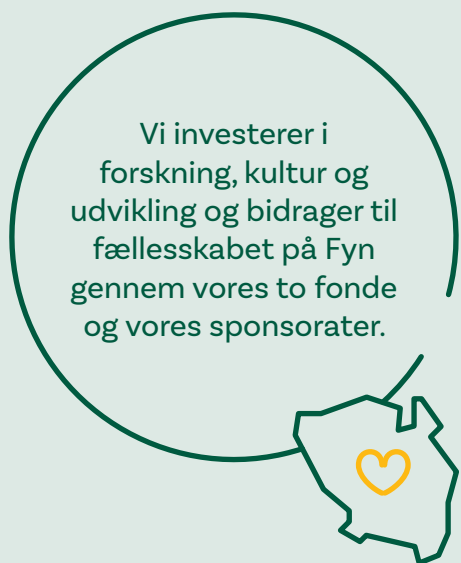 Vi investerer i
forskning, kultur og
udvikling og bidrager til
fællesskabet på Fyn
gennem vores to fonde
og vores sponsorater.